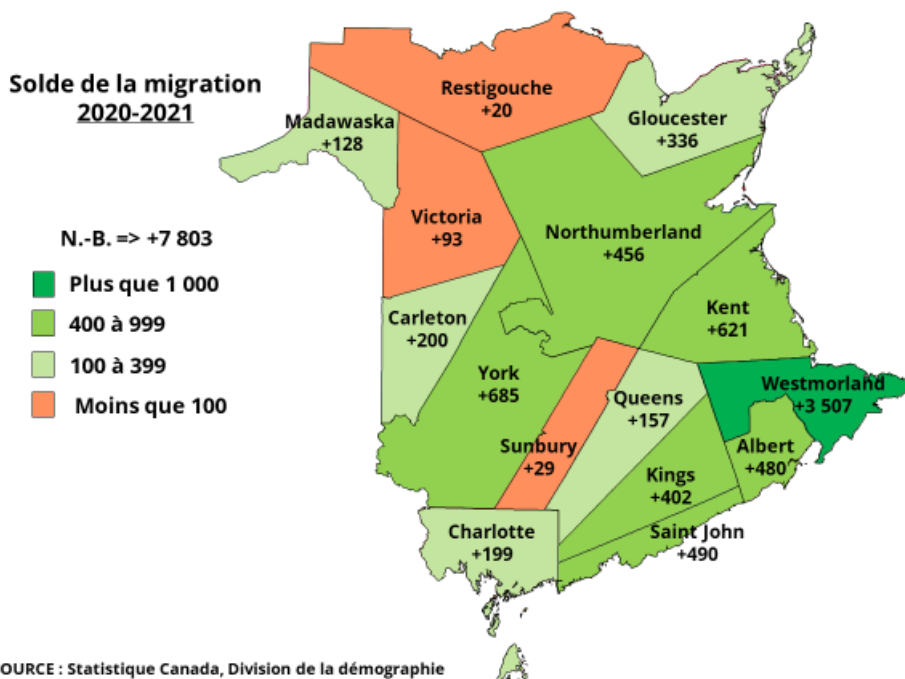 Solde de la migration
2020-2021
N.-B. => +7 803
Plus que 1 000
400 à 999
100 à 399
Moins que 100
Restigouche
+20
Gloucester
+336
Madawaska
+128
Victoria
+93
Northumberland
+456
Carleton
+200
Kent
+621
York
+685
Westmorland
+3 507
Queens
+157
Sunbury
+29
Albert
+480
Kings
+402
Charlotte
+199
Saint John
+490
OURCE : Statistique Canada, Division de la démographie